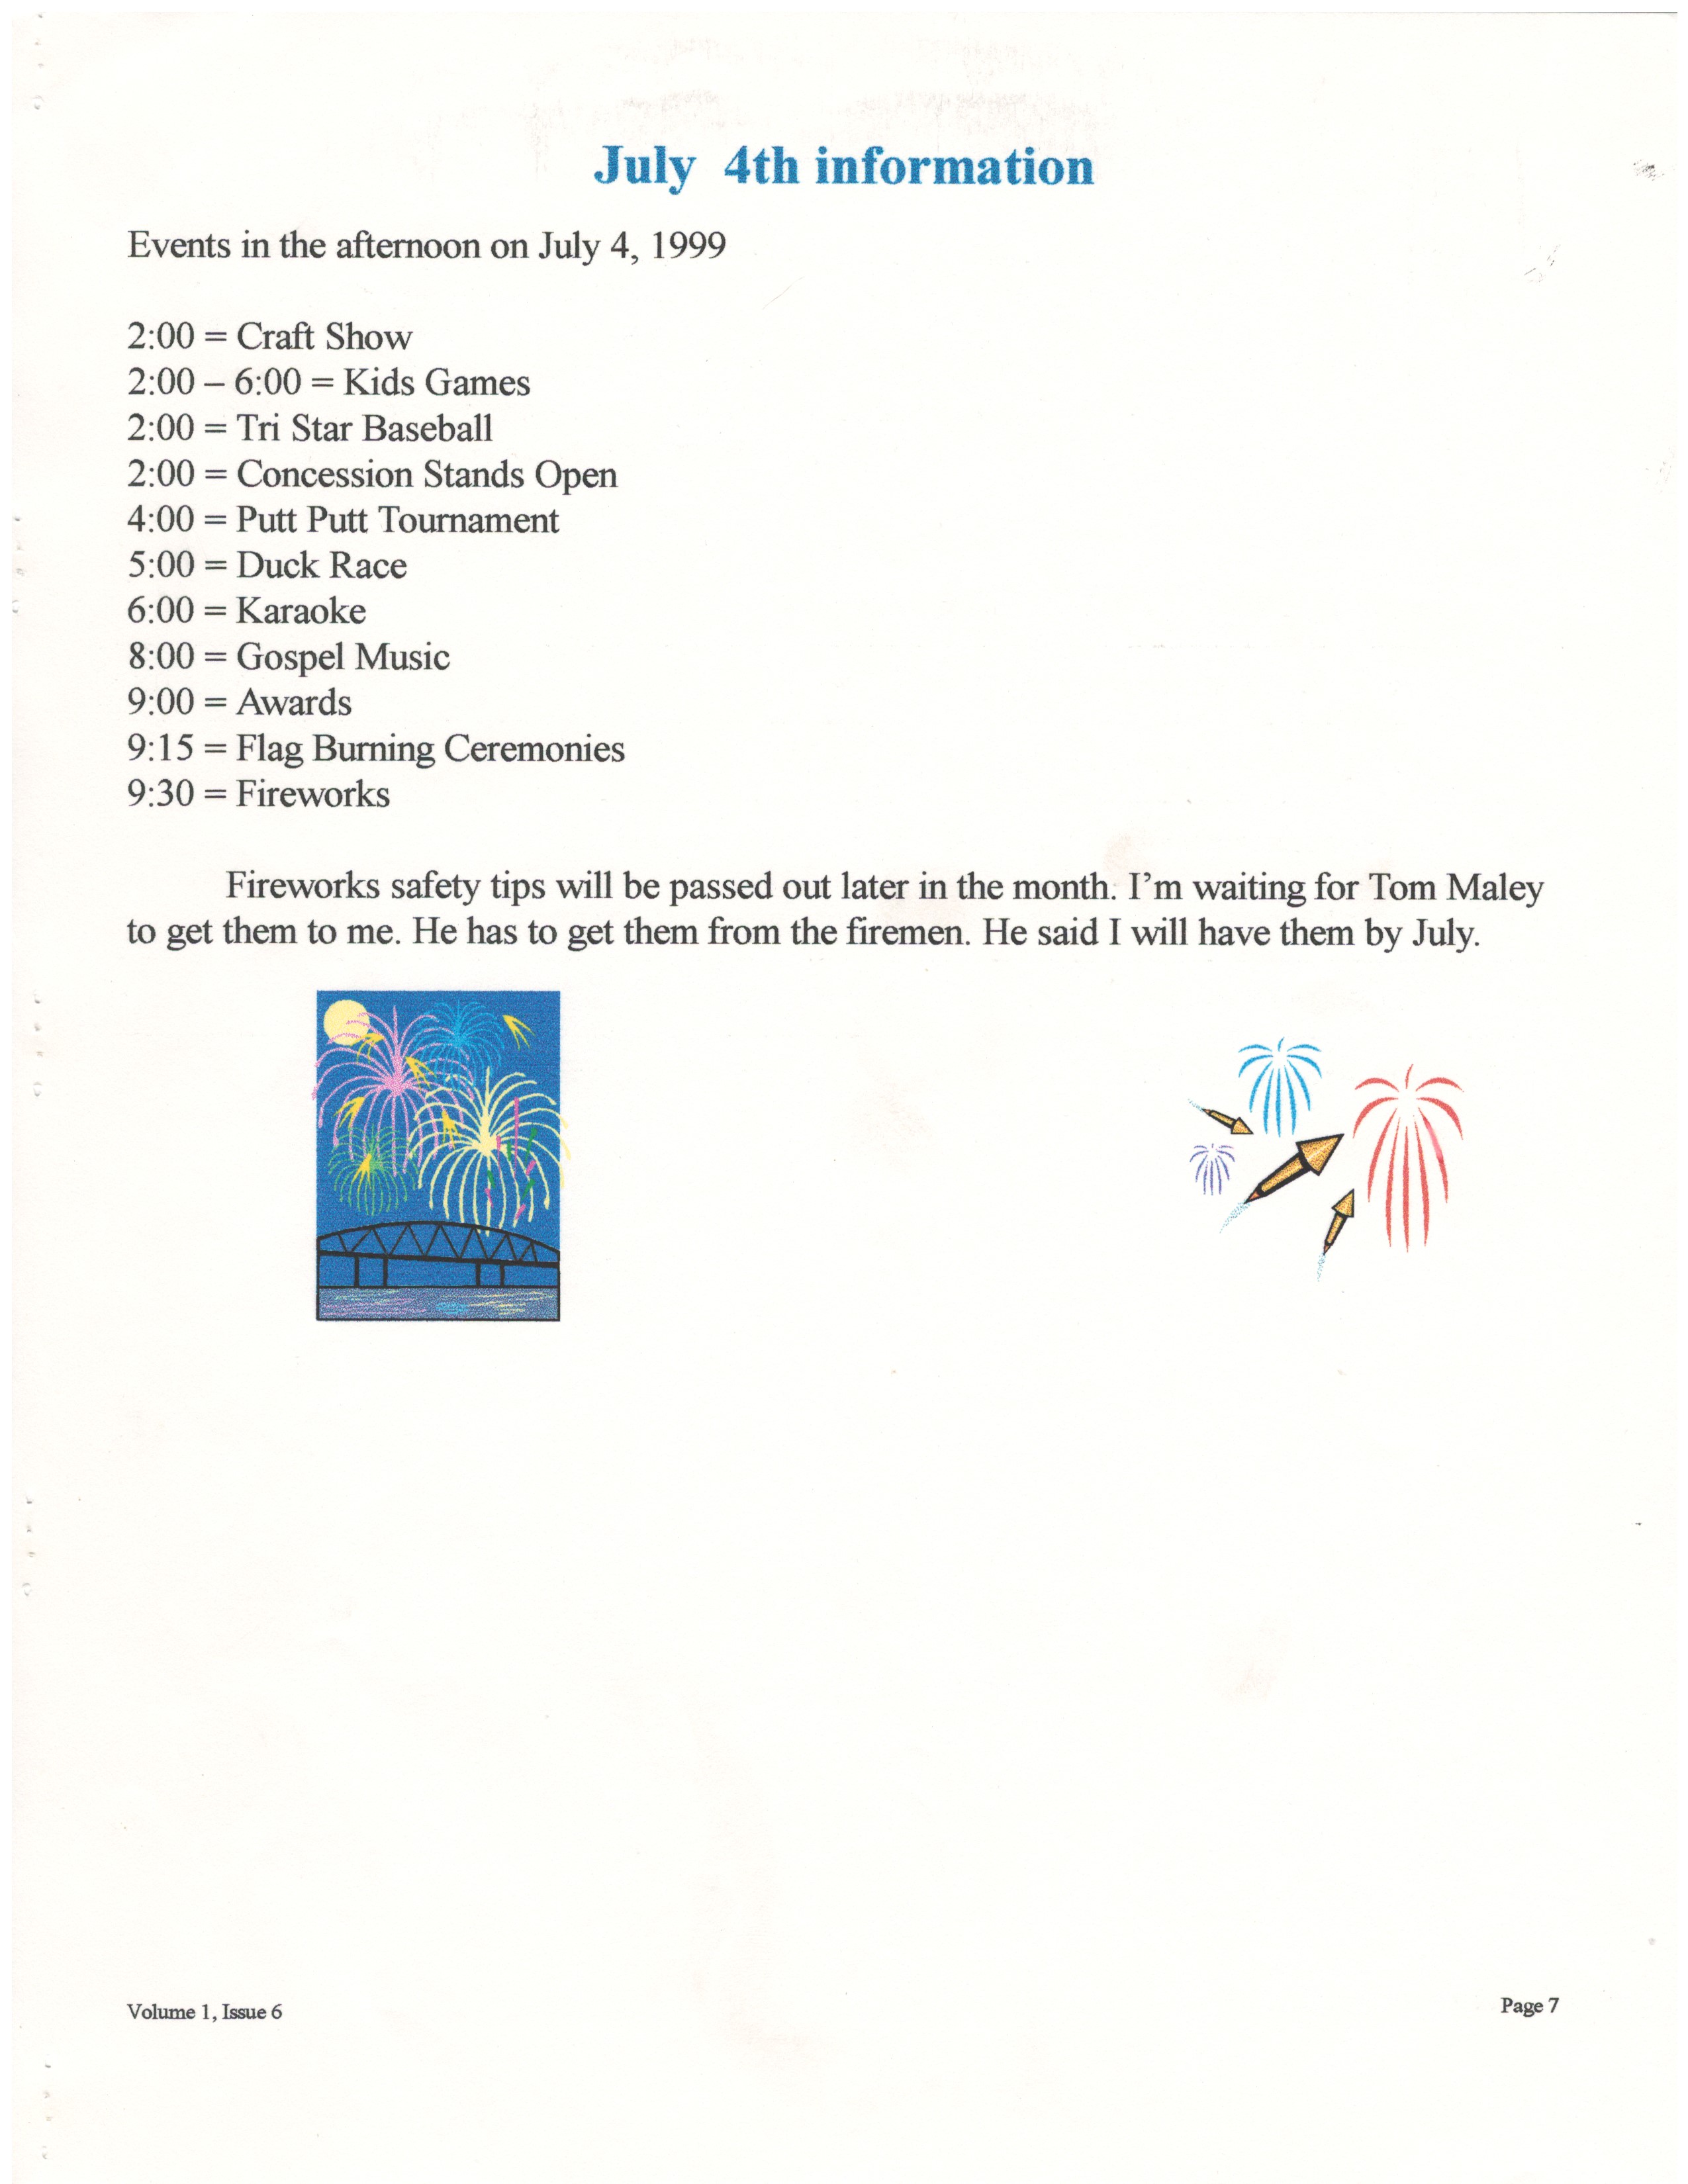 July 4th information
Events in the afternoon on July 4, 1999
2:00 = Craft Show
2:00 – 6:00 = Kids Games
2:00 = Tri Star Baseball
2:00 = Concession Stands Open
4:00 = Putt Putt Tournament
5:00 = Duck Race
6:00 = Karaoke
8:00 = Gospel Music
9:00 = Awards
9:15 = Flag Burning Ceremonies
9:30 = Fireworks
Fireworks safety tips will be passed out later in the month. I’m waiting for Tom Maley
to get them to me. He has to get them from the firemen. He said I will have them by July.
Volume 1, Issue 6
Page 7